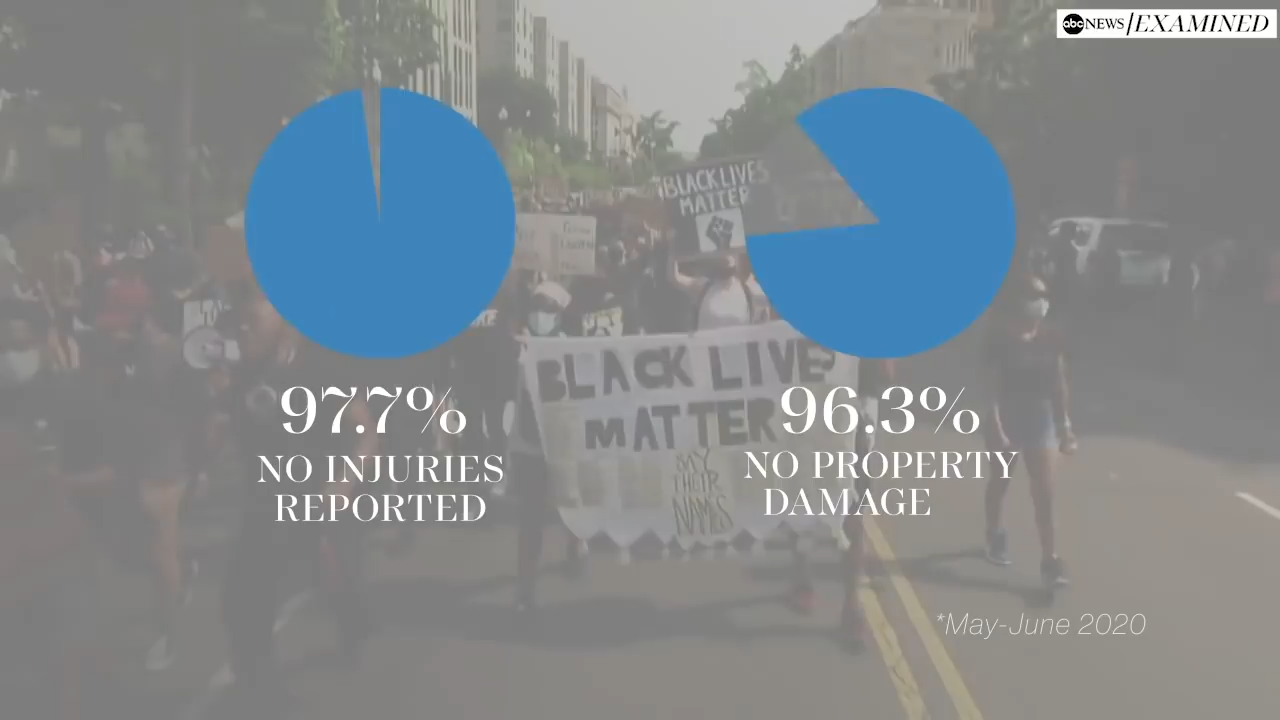 abc NEWS / EXAMINED
BLACK LIVES
MATTER
BLACK LIVES
MATTER
SAY
THEIR
NAMES
97.7%
NO INJURIES
REPORTED
96.3%
NO PROPERTY
DAMAGE
*May-June 2020